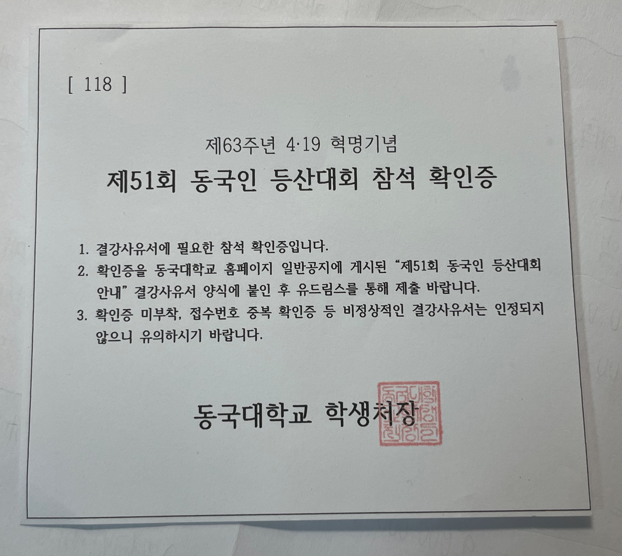 [ 118 ]
제63주년 4·19 혁명기념
제51회 동국인 등산대회 참석 확인증
1. 결강사유서에 필요한 참석 확인증입니다.
2. 확인증을 동국대학교 홈페이지 일반공지에 게시된 “제51회 동국인 등산대회
안내” 결강사유서 양식에 붙인 후 유드림스를 통해 제출 바랍니다.
3. 확인증 미부착, 접수번호 중복 확인증 등 비정상적인 결강사유서는 인정되지
않으니 유의하시기 바랍니다.
동국대학교 학생처장